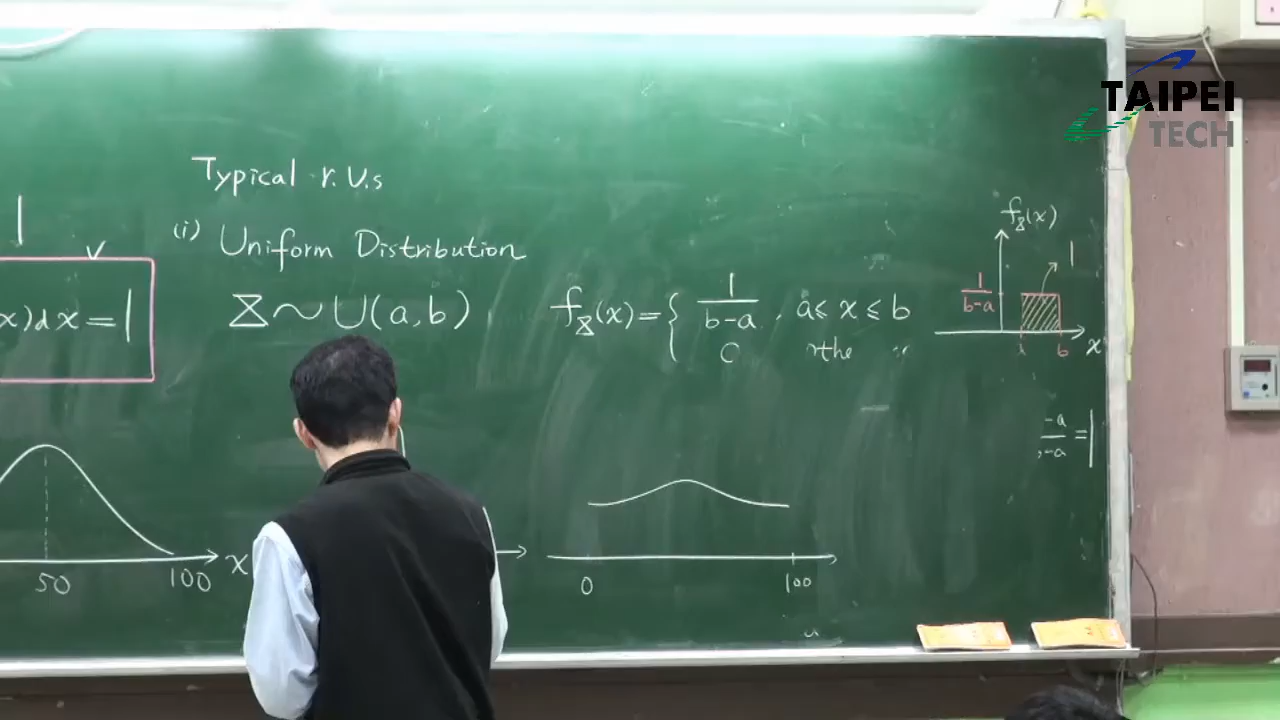 TAIPEI
TECH
Typical r.v.s
(i) Uniform Distribution
X ~ U(a,b)
f_X(x) = { 1/(b-a) , a ≤ x ≤ b
f_X(x)
1
1/(b-a)
b
x
x)dx = 1
50
100
x
0
100